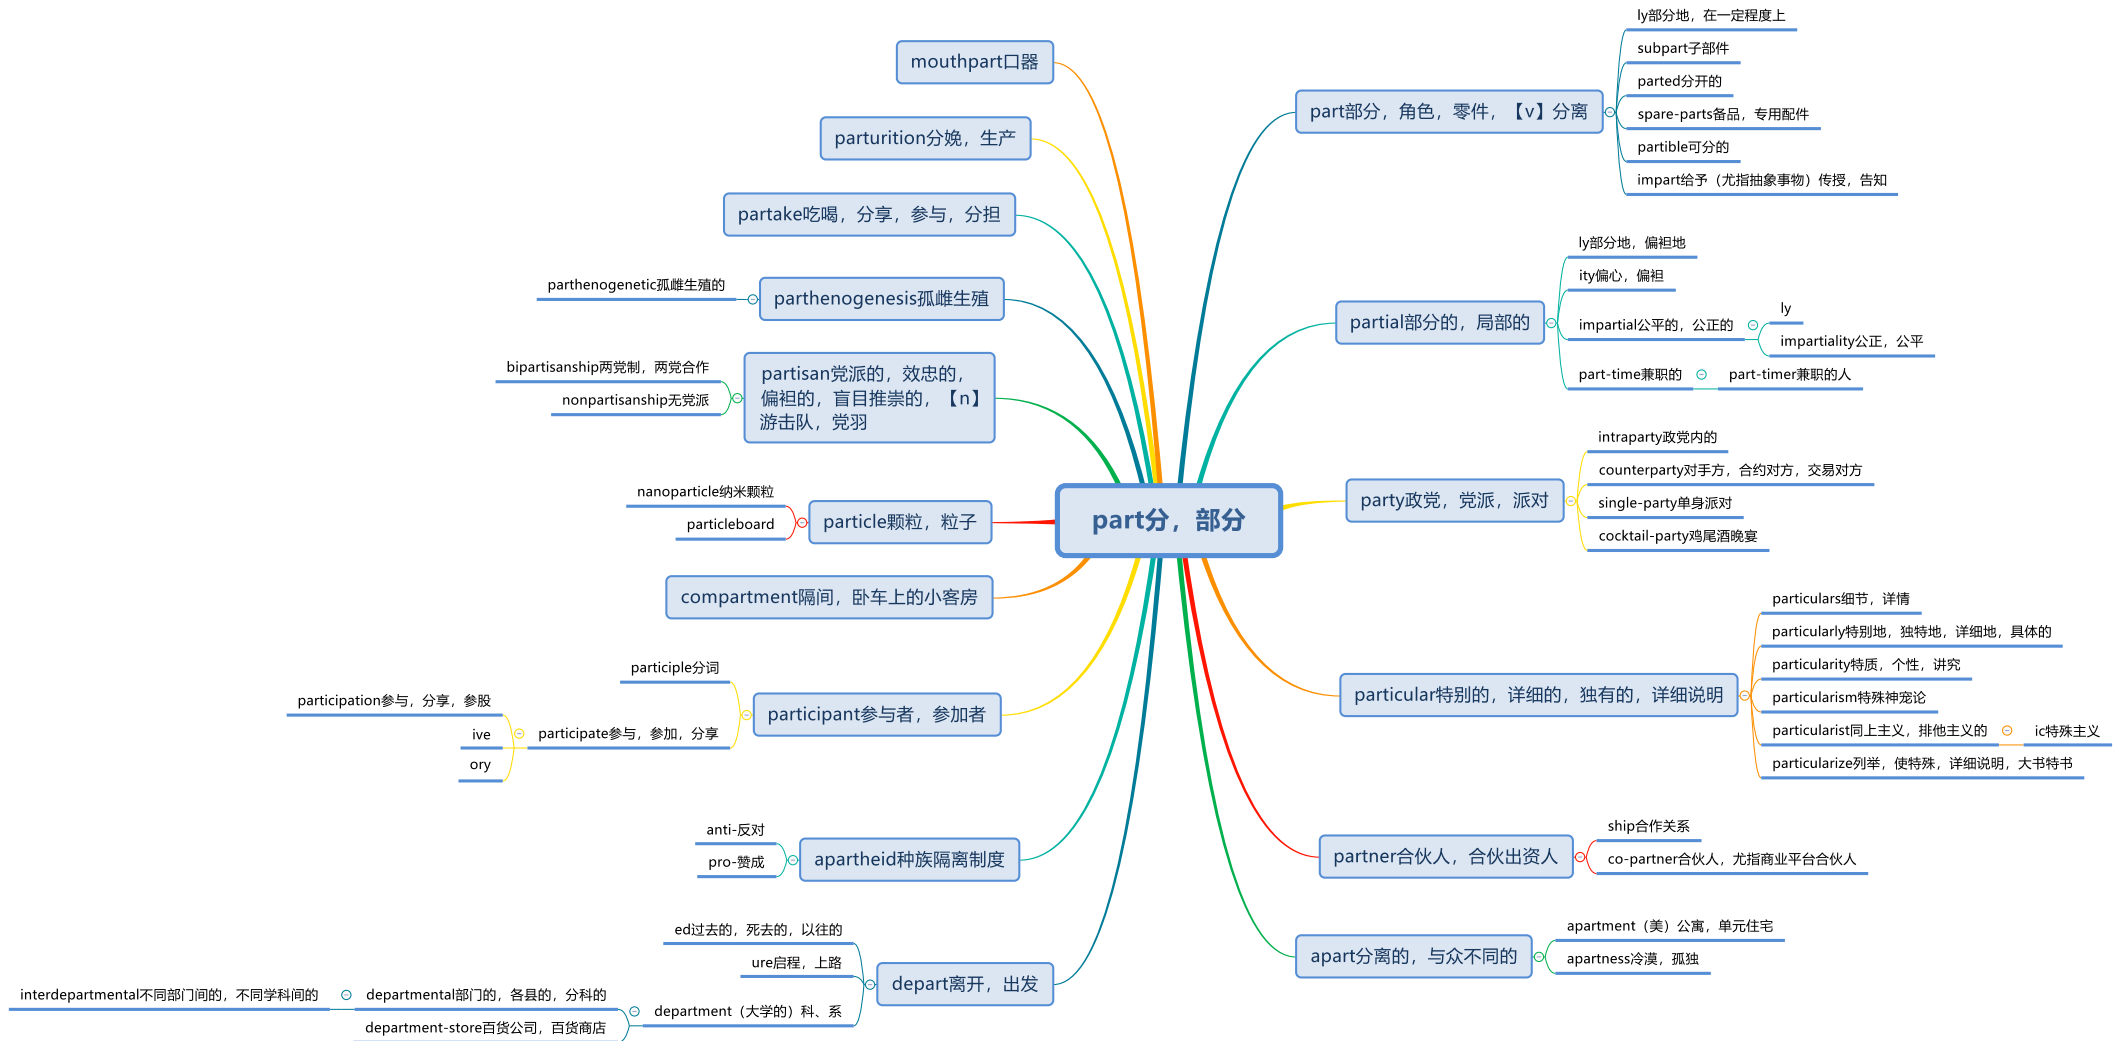 part分，部分
part部分，角色，零件，【v】分离
ly部分地，在一定程度上
subpart子部件
parted分开的
spare-parts备品，专用配件
partible可分的
impart给予（尤指抽象事物）传授，告知
partial部分的，局部的
ly部分地，偏袒地
ity偏心，偏袒
impartial公平的，公正的
ly
impartiality公正，公平
part-time兼职的
part-timer兼职的人
party政党，党派，派对
intraparty政党内的
counterparty对手方，合约对方，交易对方
single-party单身派对
cocktail-party鸡尾酒晚宴
particular特别的，详细的，独有的，详细说明
particulars细节，详情
particularly特别地，独特地，详细地，具体的
particularity特质，个性，讲究
particularism特殊神宠论
particularist同上主义，排他主义的
ic特殊主义
particularize列举，使特殊，详细说明，大书特书
partner合伙人，合伙出资人
ship合作关系
co-partner合伙人，尤指商业平台合伙人
apart分离的，与众不同的
apartment（美）公寓，单元住宅
apartness冷漠，孤独
mouthpart口器
parturition分娩，生产
partake吃喝，分享，参与，分担
parthenogenesis孤雌生殖
parthenogenetic孤雌生殖的
partisan党派的，效忠的，
偏袒的，盲目推崇的，【n】
游击队，党羽
bipartisanship两党制，两党合作
nonpartisanship无党派
particle颗粒，粒子
nanoparticle纳米颗粒
particleboard
compartment隔间，卧车上的小客房
participant参与者，参加者
participle分词
participate参与，参加，分享
participation参与，分享，参股
ive
ory
apartheid种族隔离制度
anti-反对
pro-赞成
depart离开，出发
ed过去的，死去的，以往的
ure启程，上路
department（大学的）科、系
departmental部门的，各县的，分科的
interdepartmental不同部门间的，不同学科间的
department-store百货公司，百货商店